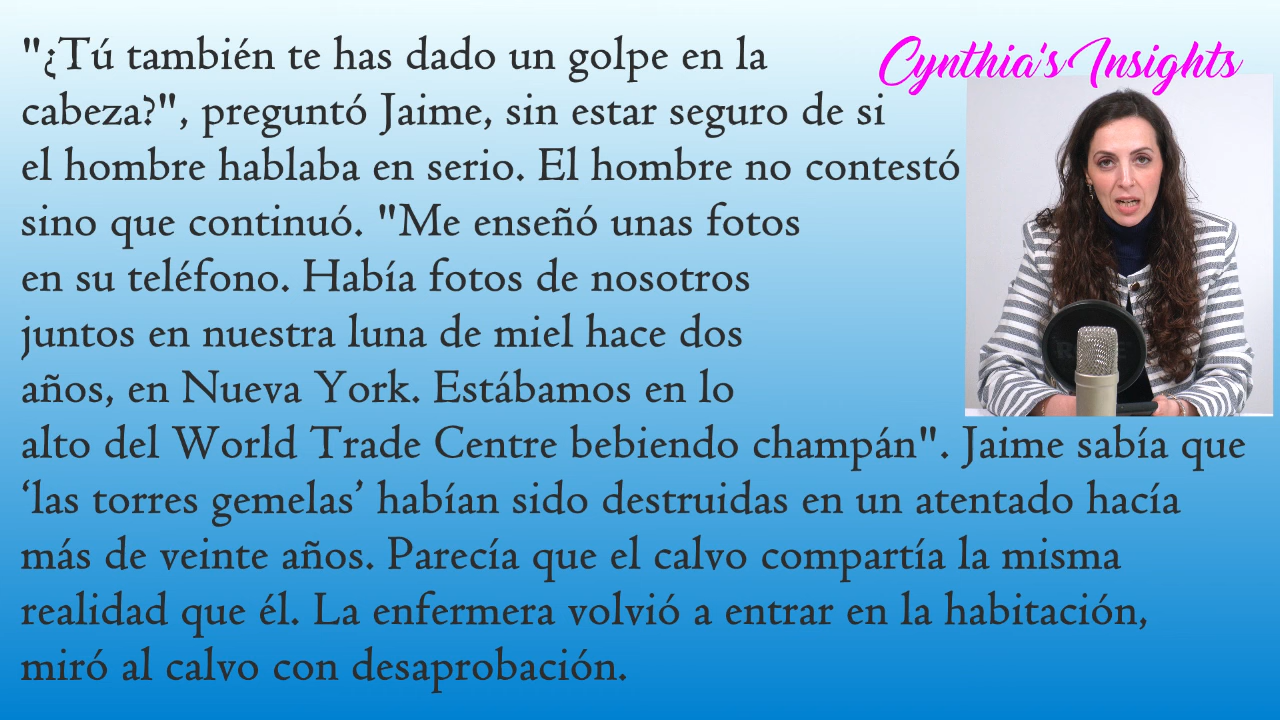 Cynthia's Insights
"¿Tú también te has dado un golpe en la
cabeza?", preguntó Jaime, sin estar seguro de si
el hombre hablaba en serio. El hombre no contestó
sino que continuó. "Me enseñó unas fotos
en su teléfono. Había fotos de nosotros
juntos en nuestra luna de miel hace dos
años, en Nueva York. Estábamos en lo
alto del World Trade Centre bebiendo champán". Jaime sabía que
‘las torres gemelas’ habían sido destruidas en un atentado hacía
más de veinte años. Parecía que el calvo compartía la misma
realidad que él. La enfermera volvió a entrar en la habitación,
miró al calvo con desaprobación.